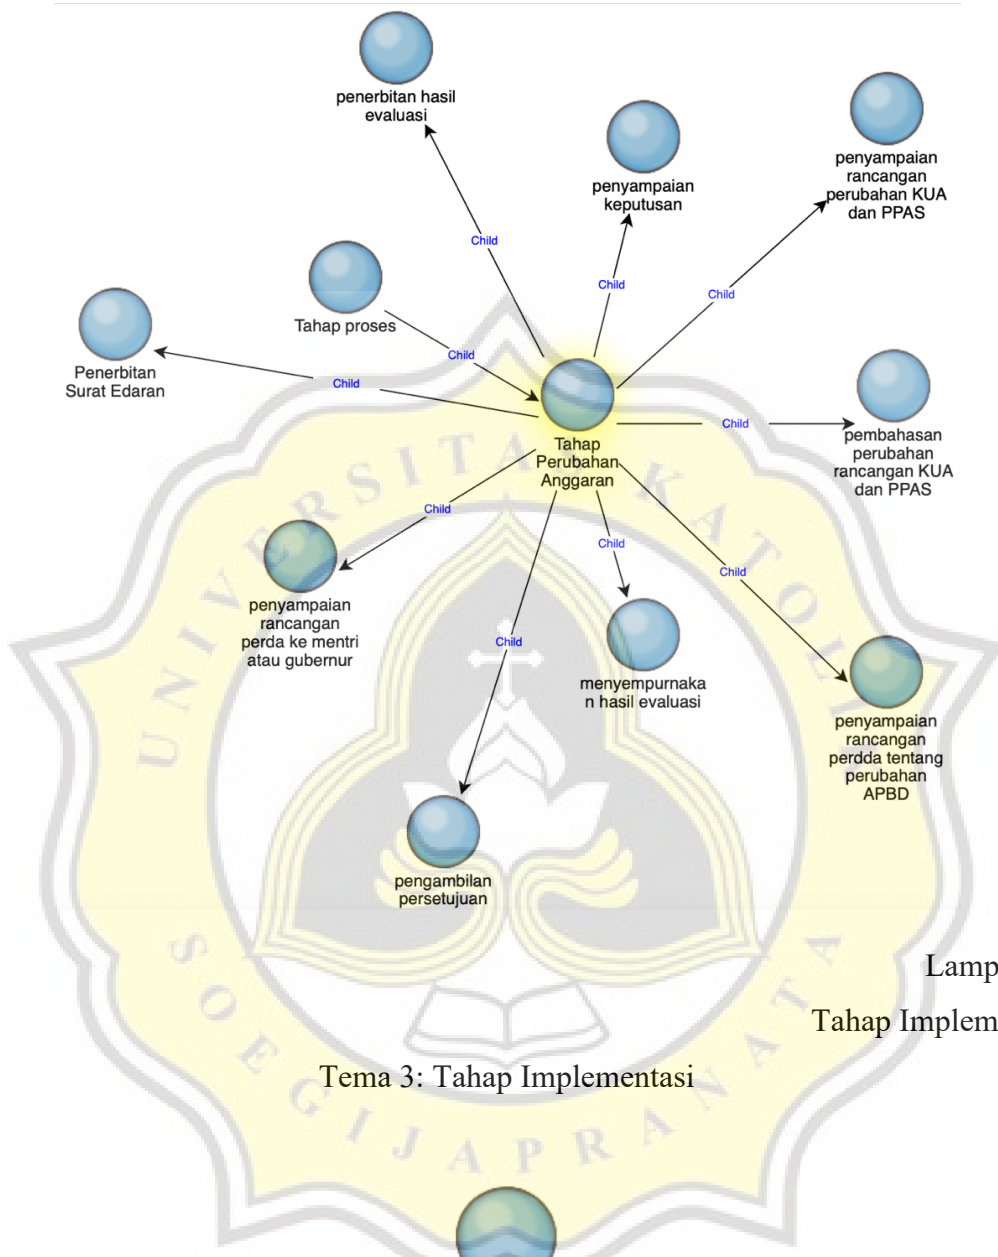 penerbitan hasil
evaluasi
penyampaian
keputusan
penyampaian
rancangan
perubahan KUA
dan PPAS
Child
Child
Child
Tahap proses
Child
Penerbitan
Surat Edaran
Child
Tahap
Perubahan
Anggaran
Child
pembahasan
perubahan
rancangan KUA
dan PPAS
Child
Child
Child
penyampaian
rancangan
perda ke mentri
atau gubernur
Child
menyempurnaka
n hasil evaluasi
penyampaian
rancangan
perdda tentang
perubahan
APBD
pengambilan
persetujuan
Lamp
Tahap Implem
Tema 3: Tahap Implementasi
UNIVERSITAS KATOLIK
SOEGIJAPRANATA